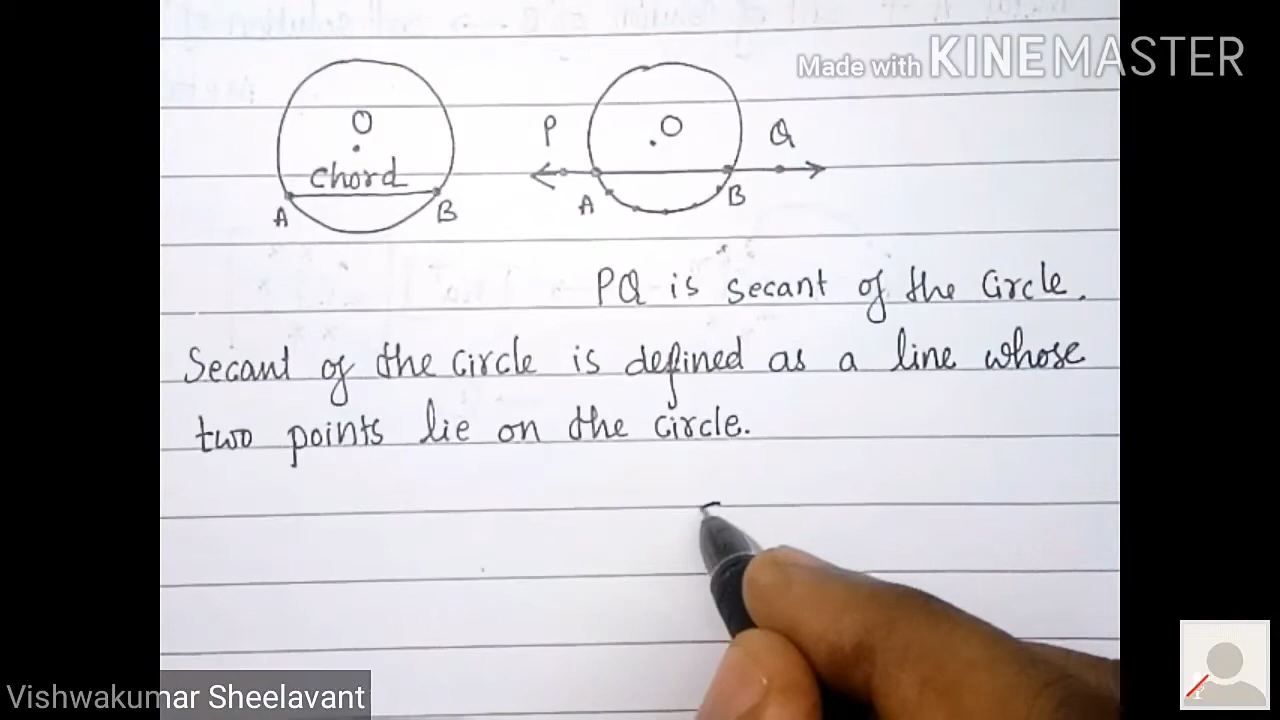 Made with KINEMASTER
O
chord
A
B
P
O
Q
A
B
PQ is secant of the circle.
Secant of the circle is defined as a line whose
two points lie on the circle.
Vishwakumar Sheelavant